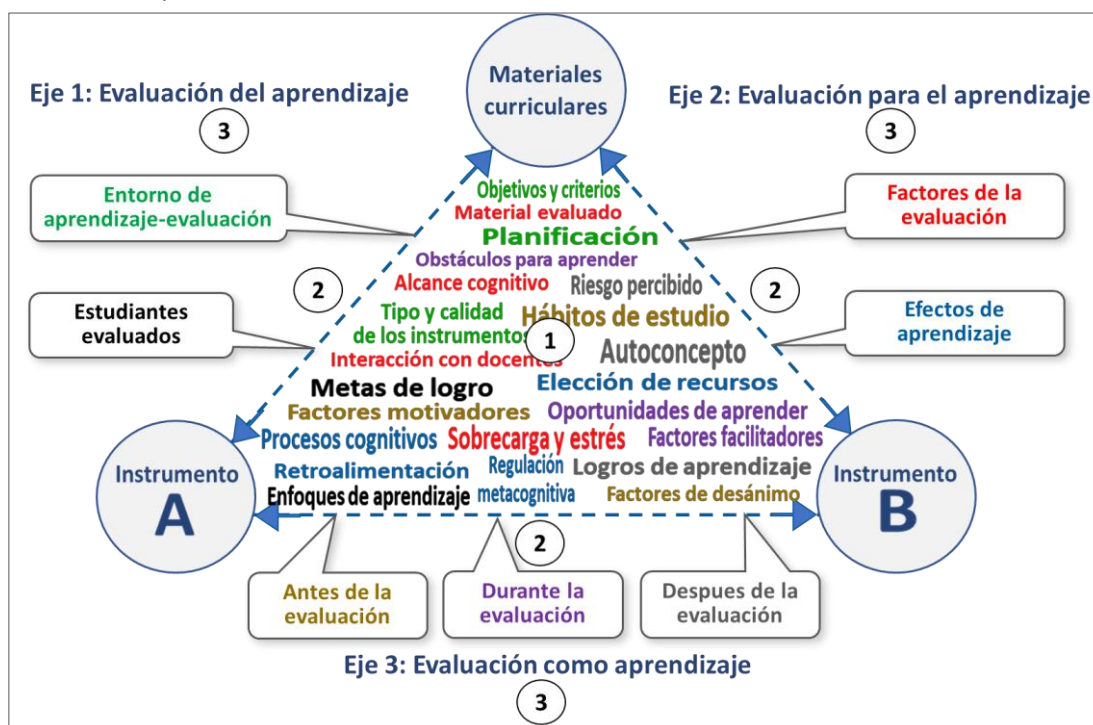 Materiales
curriculares
Eje 1: Evaluación del aprendizaje
3
Eje 2: Evaluación para el aprendizaje
3
Entorno de
aprendizaje-evaluación
Factores de la
evaluación
Estudiantes
evaluados
Efectos de
aprendizaje
2
2
Objetivos y criterios
Material evaluado
Planificación
Obstáculos para aprender
Alcance cognitivo
Riesgo percibido
Tipo y calidad
de los instrumentos
Hábitos de estudio
1
Interacción con docentes
Autoconcepto
Metas de logro
Elección de recursos
Factores motivadores
Oportunidades de aprender
Procesos cognitivos
Sobrecarga y estrés
Factores facilitadores
Retroalimentación
Regulación
metacognitiva
Logros de aprendizaje
Enfoques de aprendizaje
Factores de desánimo
Instrumento
A
Instrumento
B
2
Antes de la
evaluación
Durante la
evaluación
Despues de la
evaluación
Eje 3: Evaluación como aprendizaje
3